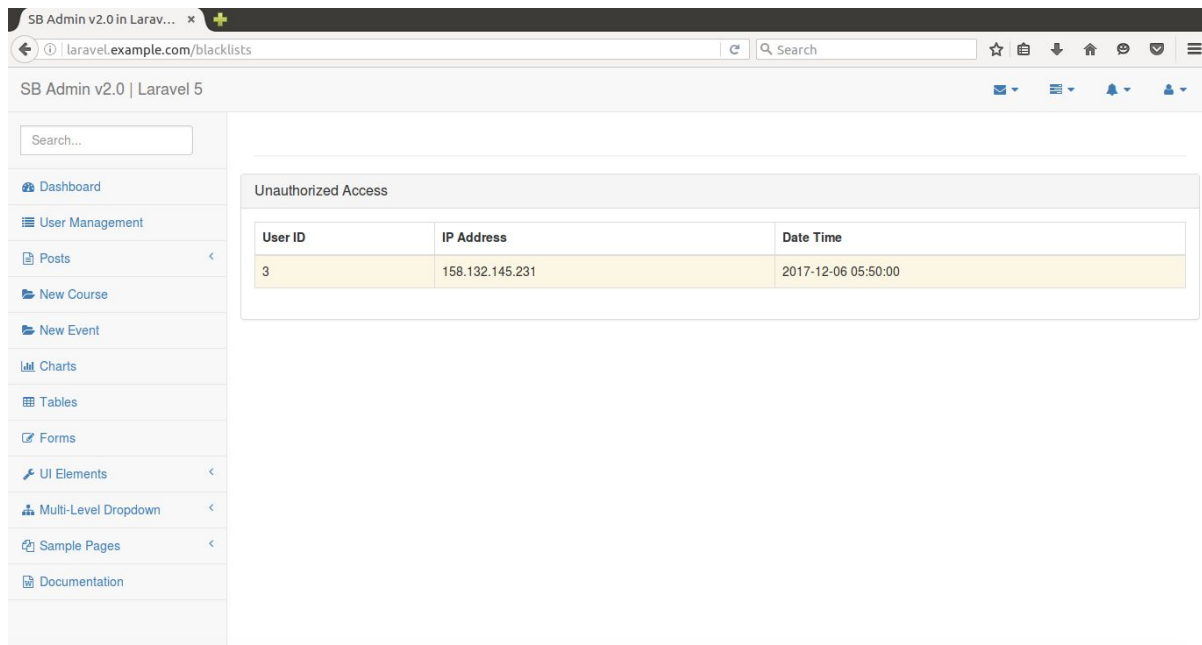 SB Admin v2.0 in Larav...
laravel.example.com/blacklists
Search
SB Admin v2.0 | Laravel 5
Search...
Dashboard
User Management
Posts
New Course
New Event
Charts
Tables
Forms
UI Elements
Multi-Level Dropdown
Sample Pages
Documentation
Unauthorized Access
User ID IP Address Date Time
3 158.132.145.231 2017-12-06 05:50:00